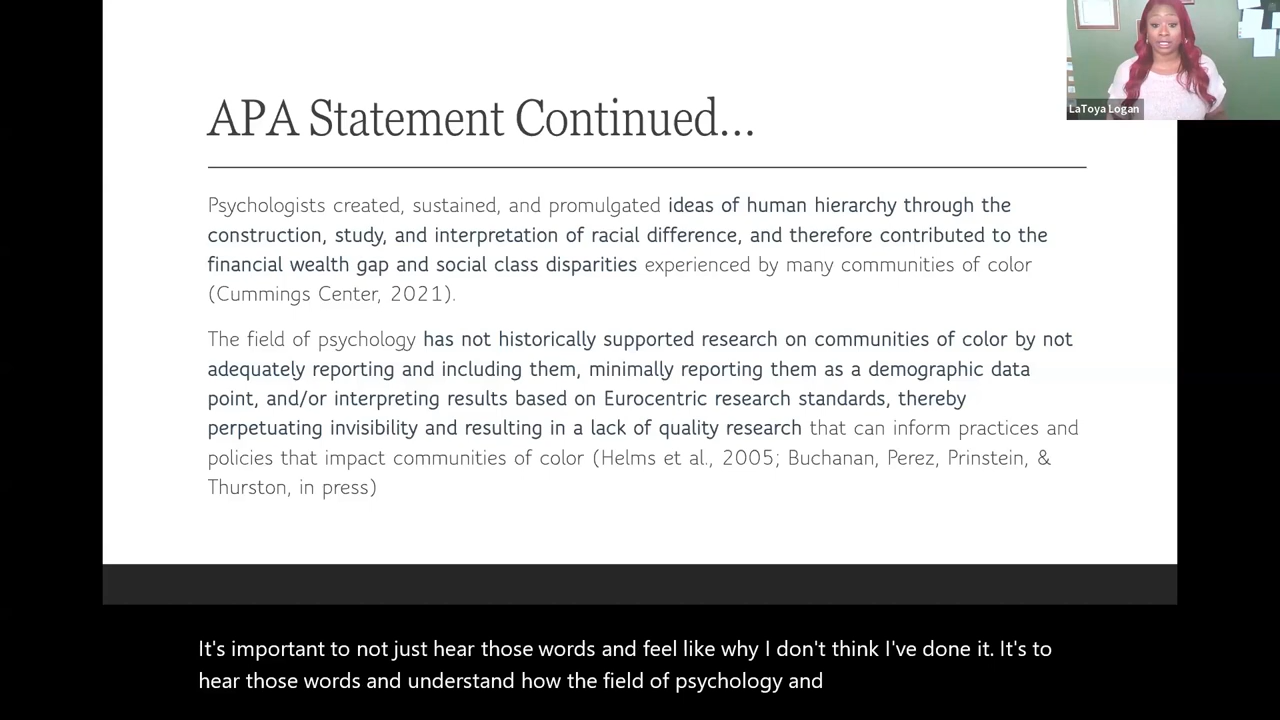 LaToya Logan
APA Statement Continued...
Psychologists created, sustained, and promulgated ideas of human hierarchy through the
construction, study, and interpretation of racial difference, and therefore contributed to the
financial wealth gap and social class disparities experienced by many communities of color
(Cummings Center, 2021).
The field of psychology has not historically supported research on communities of color by not
adequately reporting and including them, minimally reporting them as a demographic data
point, and/or interpreting results based on Eurocentric research standards, thereby
perpetuating invisibility and resulting in a lack of quality research that can inform practices and
policies that impact communities of color (Helms et al., 2005; Buchanan, Perez, Prinstein, &
Thurston, in press)
It's important to not just hear those words and feel like why I don't think I've done it. It's to
hear those words and understand how the field of psychology and